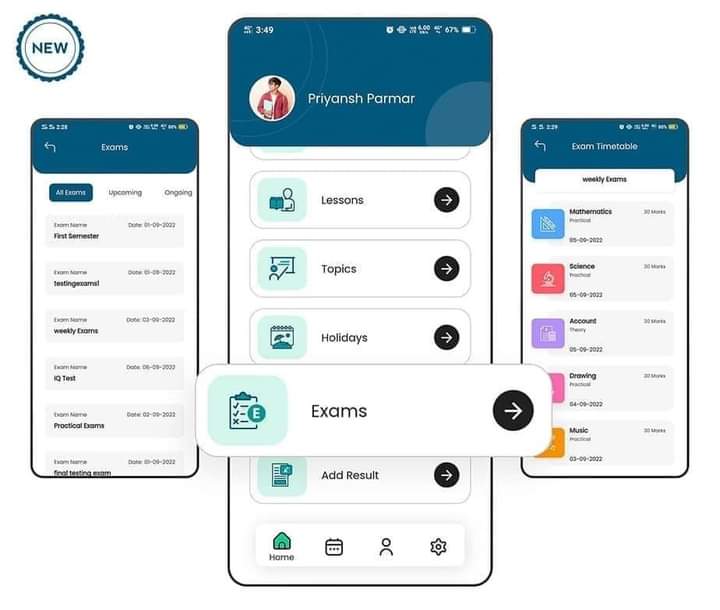 NEW
3:49
67%
Priyansh Parmar
Lessons
Topics
Holidays
Exams
Add Result
Home
2:28
Exams
All Exams Upcoming Ongoing
Exam Name Date: 01-09-2022
First Semester
Exam Name Date: 01-09-2022
testingexams1
Exam Name Date: 03-09-2022
weekly Exams
Exam Name Date: 06-09-2022
IQ Test
Exam Name Date: 02-09-2022
Practical Exams
Exam Name Date: 01-09-2022
final testing exam
2:29
Exam Timetable
weekly Exams
Mathematics 30 Marks
Practical
05-09-2022
Science 30 Marks
Practical
05-09-2022
Account 30 Marks
Theory
05-09-2022
Drawing 30 Marks
Practical
04-09-2022
Music 30 Marks
Practical
03-09-2022